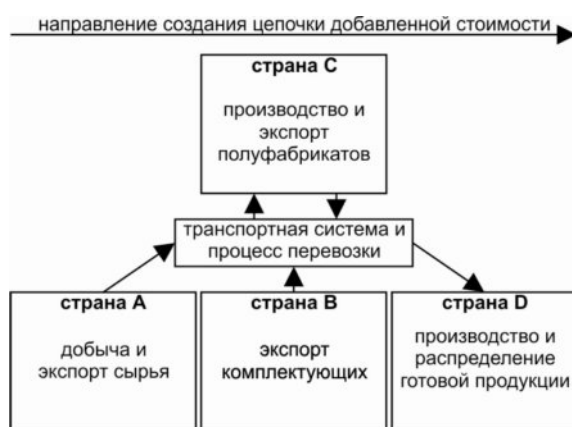 направление создания цепочки добавленной стоимости
страна C
производство и
экспорт
полуфабрикатов
транспортная система и
процесс перевозки
страна A
добыча и
экспорт сырья
страна B
экспорт
комплектующих
страна D
производство и
распределение
готовой продукции